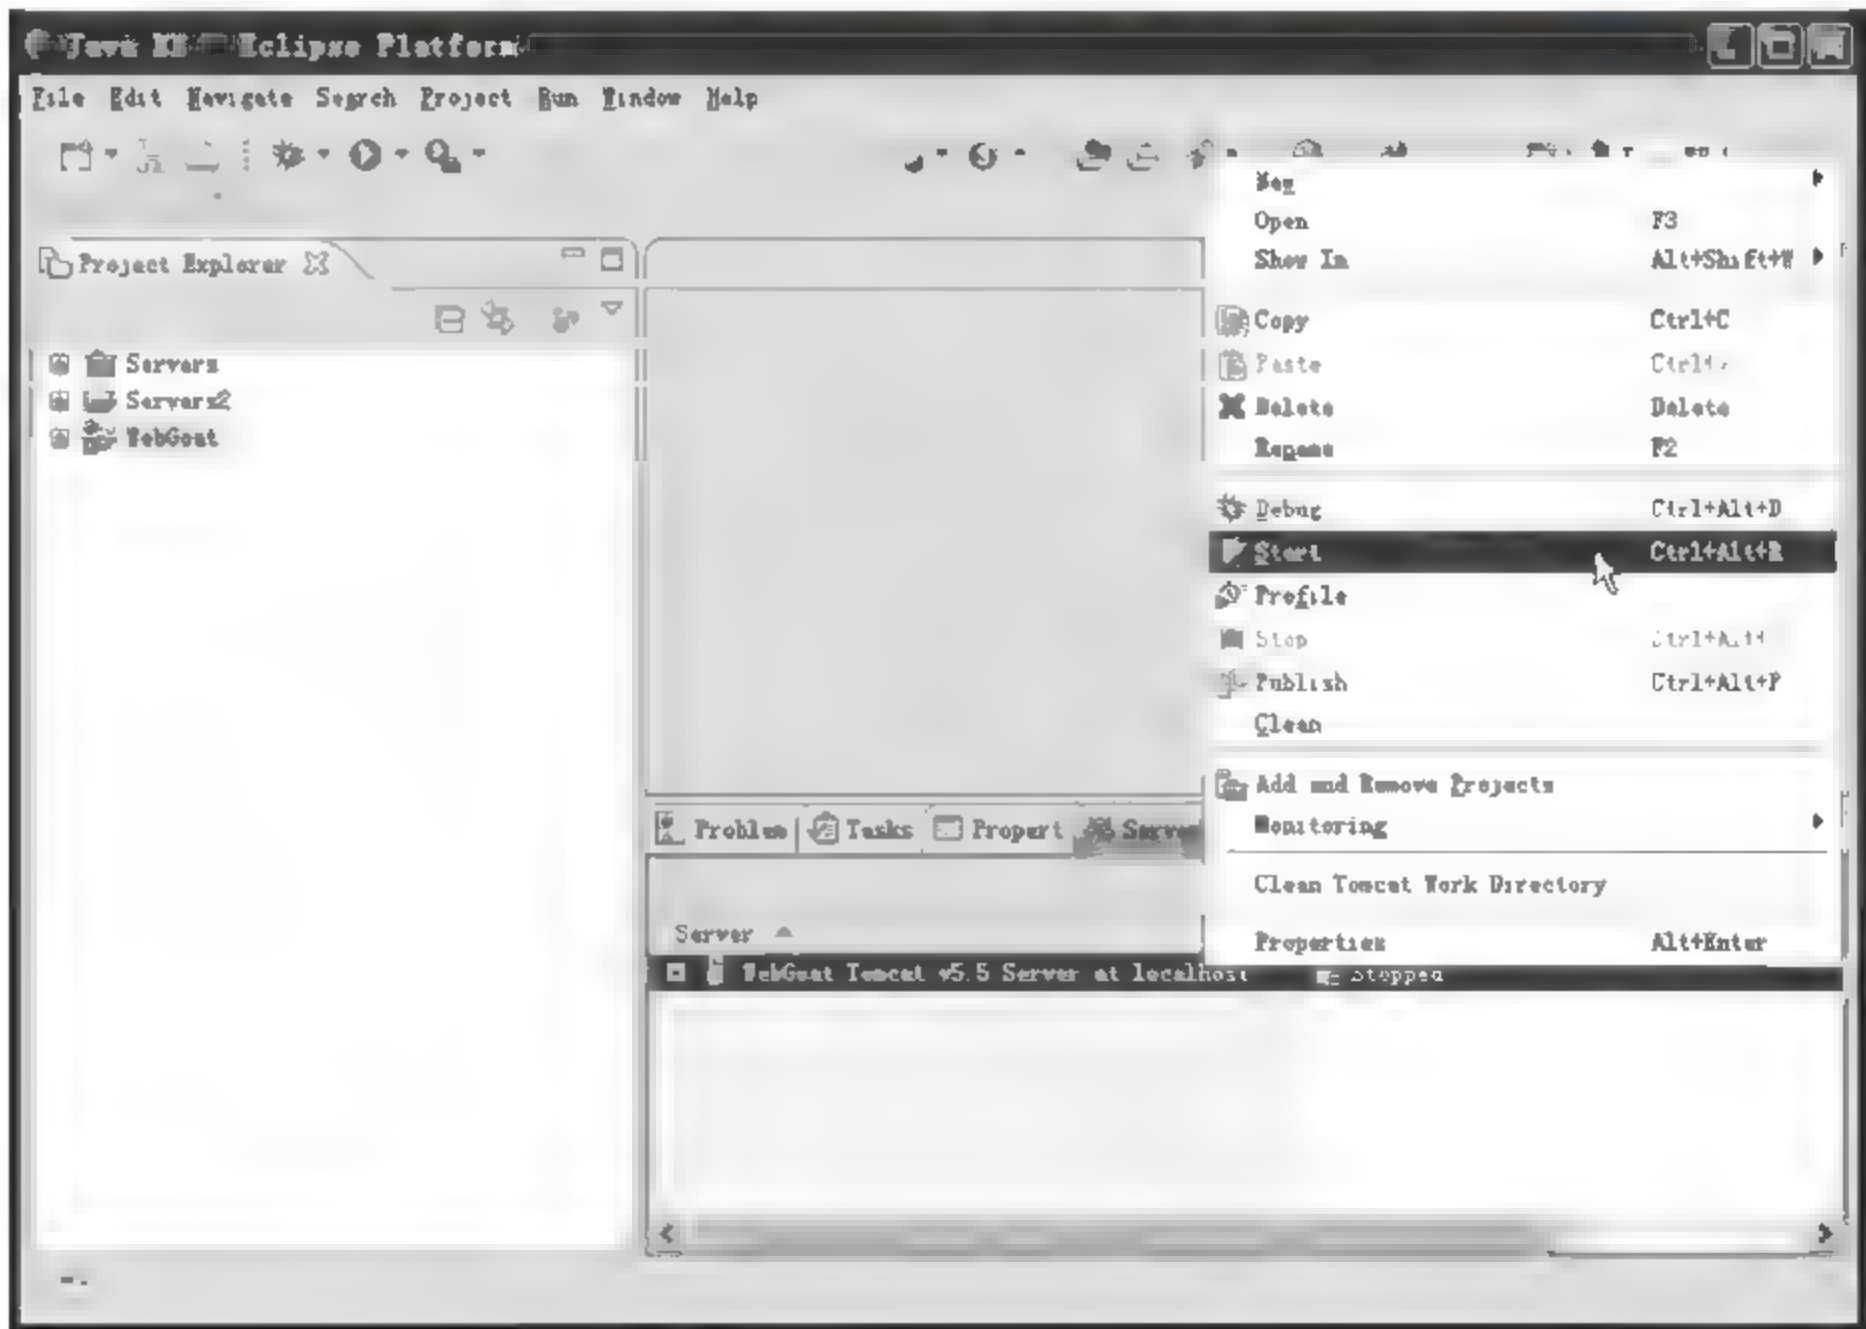 Java EE - Eclipse Platform
File Edit Navigate Search Project Run Window Help
Project Explorer
Servers
Servers2
WebGoat
New
Open F3
Show In Alt+Shift+W
Copy Ctrl+C
Paste
Delete Delete
Rename F2
Debug Ctrl+Alt+D
Start Ctrl+Alt+R
Profile
Stop
Publish Ctrl+Alt+P
Clean
Add and Remove Projects
Monitoring
Clean Tomcat Work Directory
Properties Alt+Enter
Problem Tasks Propert Server
Server
WebGoat Tomcat v5.5 Server at localhost Stopped